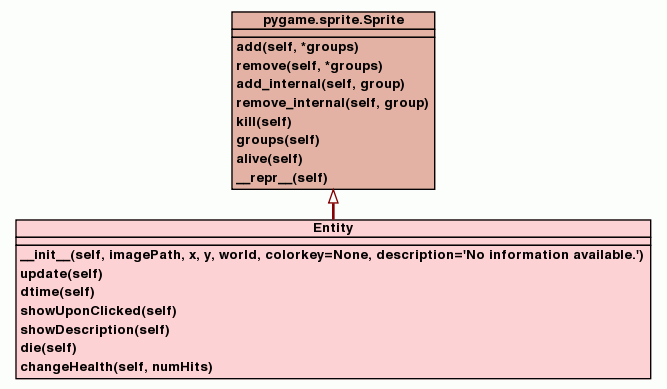 pygame.sprite.Sprite
add(self, *groups)
remove(self, *groups)
add_internal(self, group)
remove_internal(self, group)
kill(self)
groups(self)
alive(self)
__repr__(self)
Entity
__init__(self, imagePath, x, y, world, colorkey=None, description='No information available.')
update(self)
dtime(self)
showUponClicked(self)
showDescription(self)
die(self)
changeHealth(self, numHits)